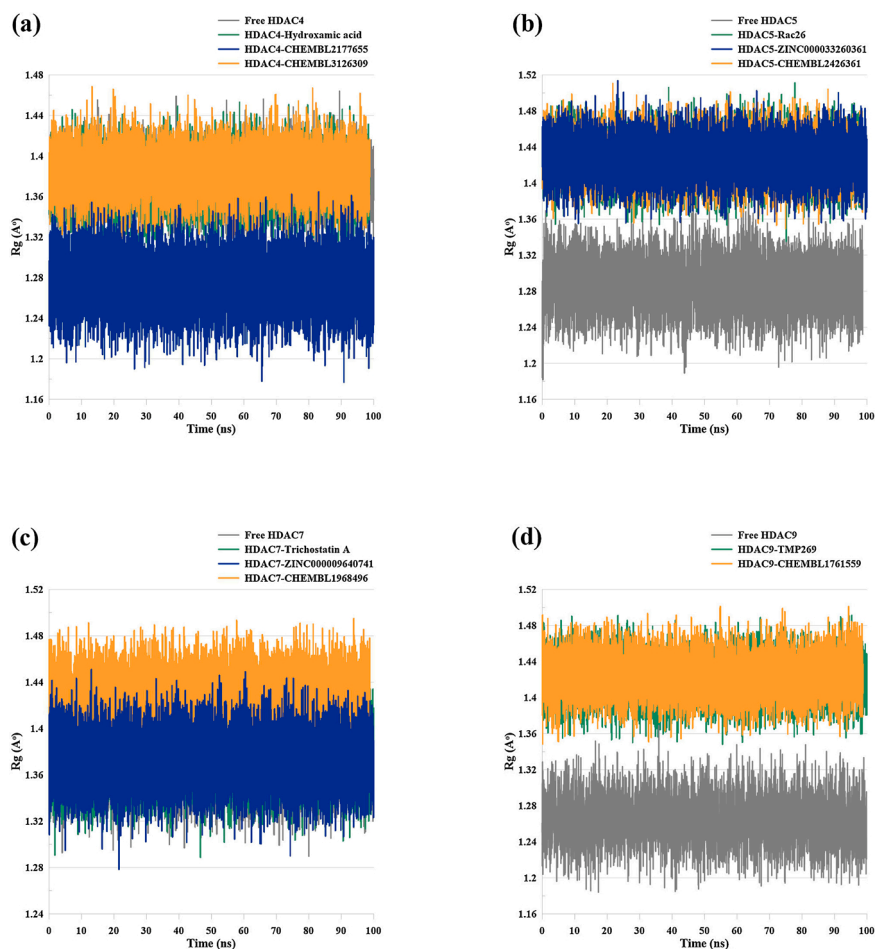 (a)
Free HDAC4
HDAC4-Hydroxamic acid
HDAC4-CHEMBL2177655
HDAC4-CHEMBL3126309
1.48
1.44
1.4
1.36
1.32
1.28
1.24
1.2
1.16
Rg (A°)
0 10 20 30 40 50 60 70 80 90 100
Time (ns)
(b)
Free HDAC5
HDAC5-Rac26
HDAC5-ZINC000033260361
HDAC5-CHEMBL2426361
1.52
1.48
1.44
1.4
1.36
1.32
1.28
1.24
1.2
1.16
Rg (A°)
0 10 20 30 40 50 60 70 80 90 100
Time (ns)
(c)
Free HDAC7
HDAC7-Trichostatin A
HDAC7-ZINC000009640741
HDAC7-CHEMBL1968496
1.52
1.48
1.44
1.4
1.36
1.32
1.28
1.24
Rg (A°)
0 10 20 30 40 50 60 70 80 90 100
Time (ns)
(d)
Free HDAC9
HDAC9-TMP269
HDAC9-CHEMBL1761559
1.52
1.48
1.44
1.4
1.36
1.32
1.28
1.24
1.2
1.16
Rg (A°)
0 10 20 30 40 50 60 70 80 90 100
Time (ns)